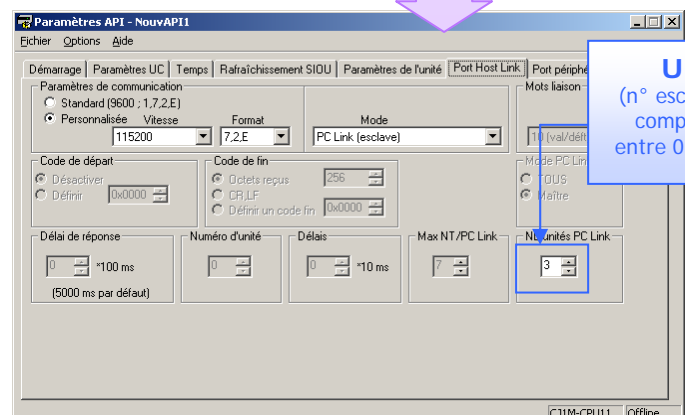 Paramètres API - NouvAPI1
Fichier Options Aide
Démarrage Paramètres UC Temps Rafraîchissement SIOU Paramètres de l'unité Port Host Link Port périphé
Paramètres de communication
Standard (9600 ; 1,7,2,E)
Personnalisée Vitesse Format Mode
115200 7,2,E PC Link (esclave)
Mots liaison
10 (val/déft
Code de départ
Désactiver
Définir 0x0000
Code de fin
Octets reçus 256
CR,LF
Définir un code fin 0x0000
Mode PC Lin
TOUS
Maître
Délai de réponse
0 *100 ms
(5000 ms par défaut)
Numéro d'unité
0
Délais
0 *10 ms
Max NT/PC Link
7
unités PC Link
3
U
(n° esc
comp
entre 0
CJ1M-CPU11 Offline